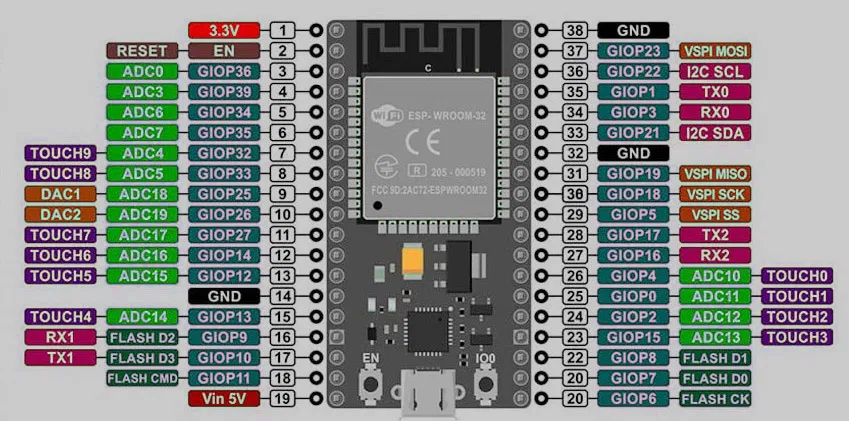 3.3V 1 38 GND
RESET EN 2 37 GIOP23 VSPI MOSI
ADC0 GIOP36 3 C 36 GIOP22 I2C SCL
ADC3 GIOP39 4 35 GIOP1 TX0
ADC6 GIOP34 5 WiFi ESP-WROOM-32 34 GIOP3 RX0
ADC7 GIOP35 6 CE 33 GIOP21 I2C SDA
TOUCH9 ADC4 GIOP32 7 32 GND
TOUCH8 ADC5 GIOP33 8 R 205-000519 31 GIOP19 VSPI MISO
DAC1 ADC18 GIOP25 9 FCC 9D:2AC72-ESPWROOM32 30 GIOP18 VSPI SCK
DAC2 ADC19 GIOP26 10 29 GIOP5 VSPI SS
TOUCH7 ADC17 GIOP27 11 28 GIOP17 TX2
TOUCH6 ADC16 GIOP14 12 27 GIOP16 RX2
TOUCH5 ADC15 GIOP12 13 26 GIOP4 ADC10 TOUCH0
GND 14 25 GIOP0 ADC11 TOUCH1
TOUCH4 ADC14 GIOP13 15 24 GIOP2 ADC12 TOUCH2
RX1 FLASH D2 GIOP9 16 23 GIOP15 ADC13 TOUCH3
TX1 FLASH D3 GIOP10 17 EN IO0 22 GIOP8 FLASH D1
FLASH CMD GIOP11 18 20 GIOP7 FLASH D0
Vin 5V 19 20 GIOP6 FLASH CK